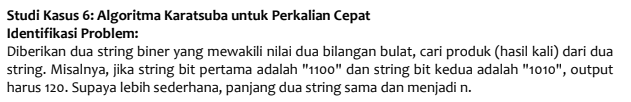 Studi Kasus 6: Algoritma Karatsuba untuk Perkalian Cepat
Identifikasi Problem:
Diberikan dua string biner yang mewakili nilai dua bilangan bulat, cari produk (hasil kali) dari dua
string. Misalnya, jika string bit pertama adalah "1100" dan string bit kedua adalah "1010", output
harus 120. Supaya lebih sederhana, panjang dua string sama dan menjadi n.